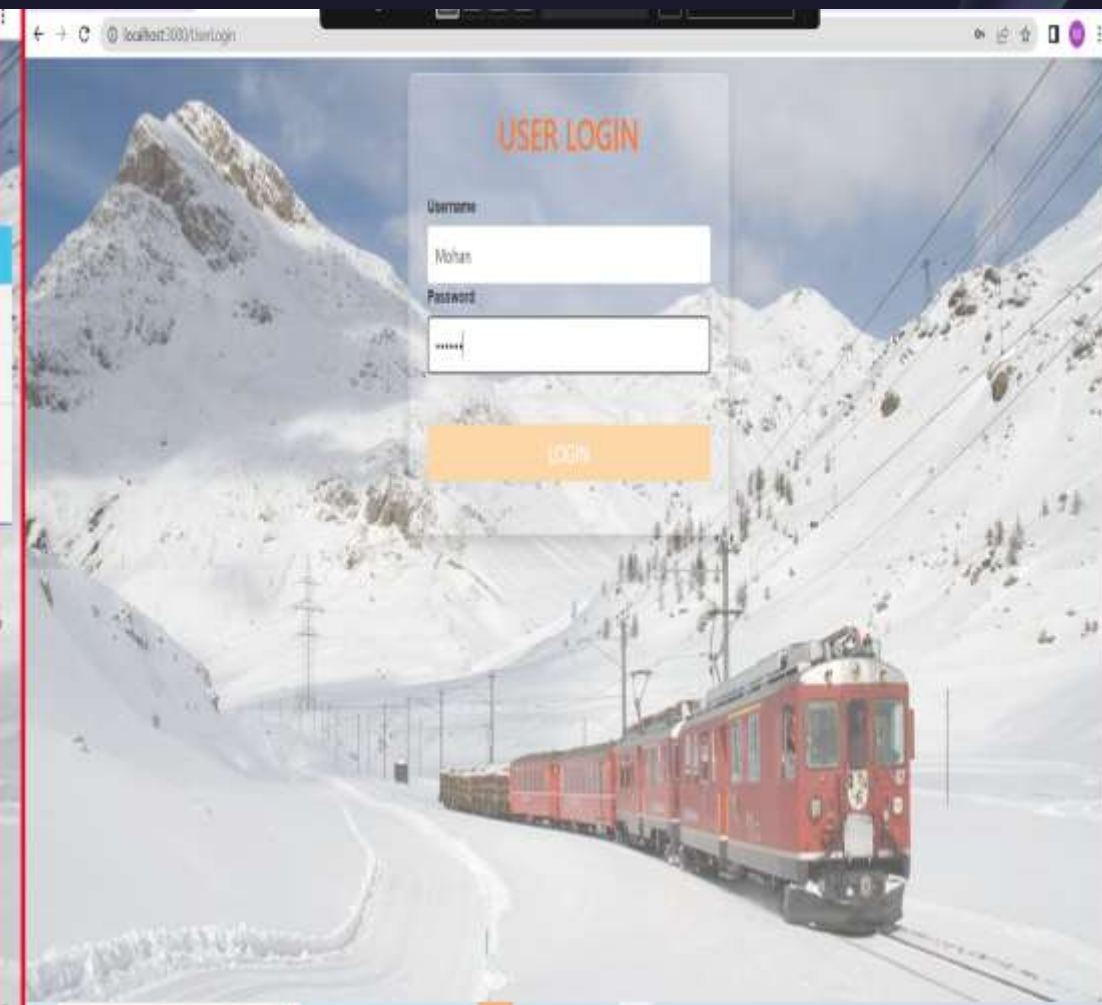 localhost:3000/UserLogin
USER LOGIN
Username
Mohan
Password
••••••
LOGIN